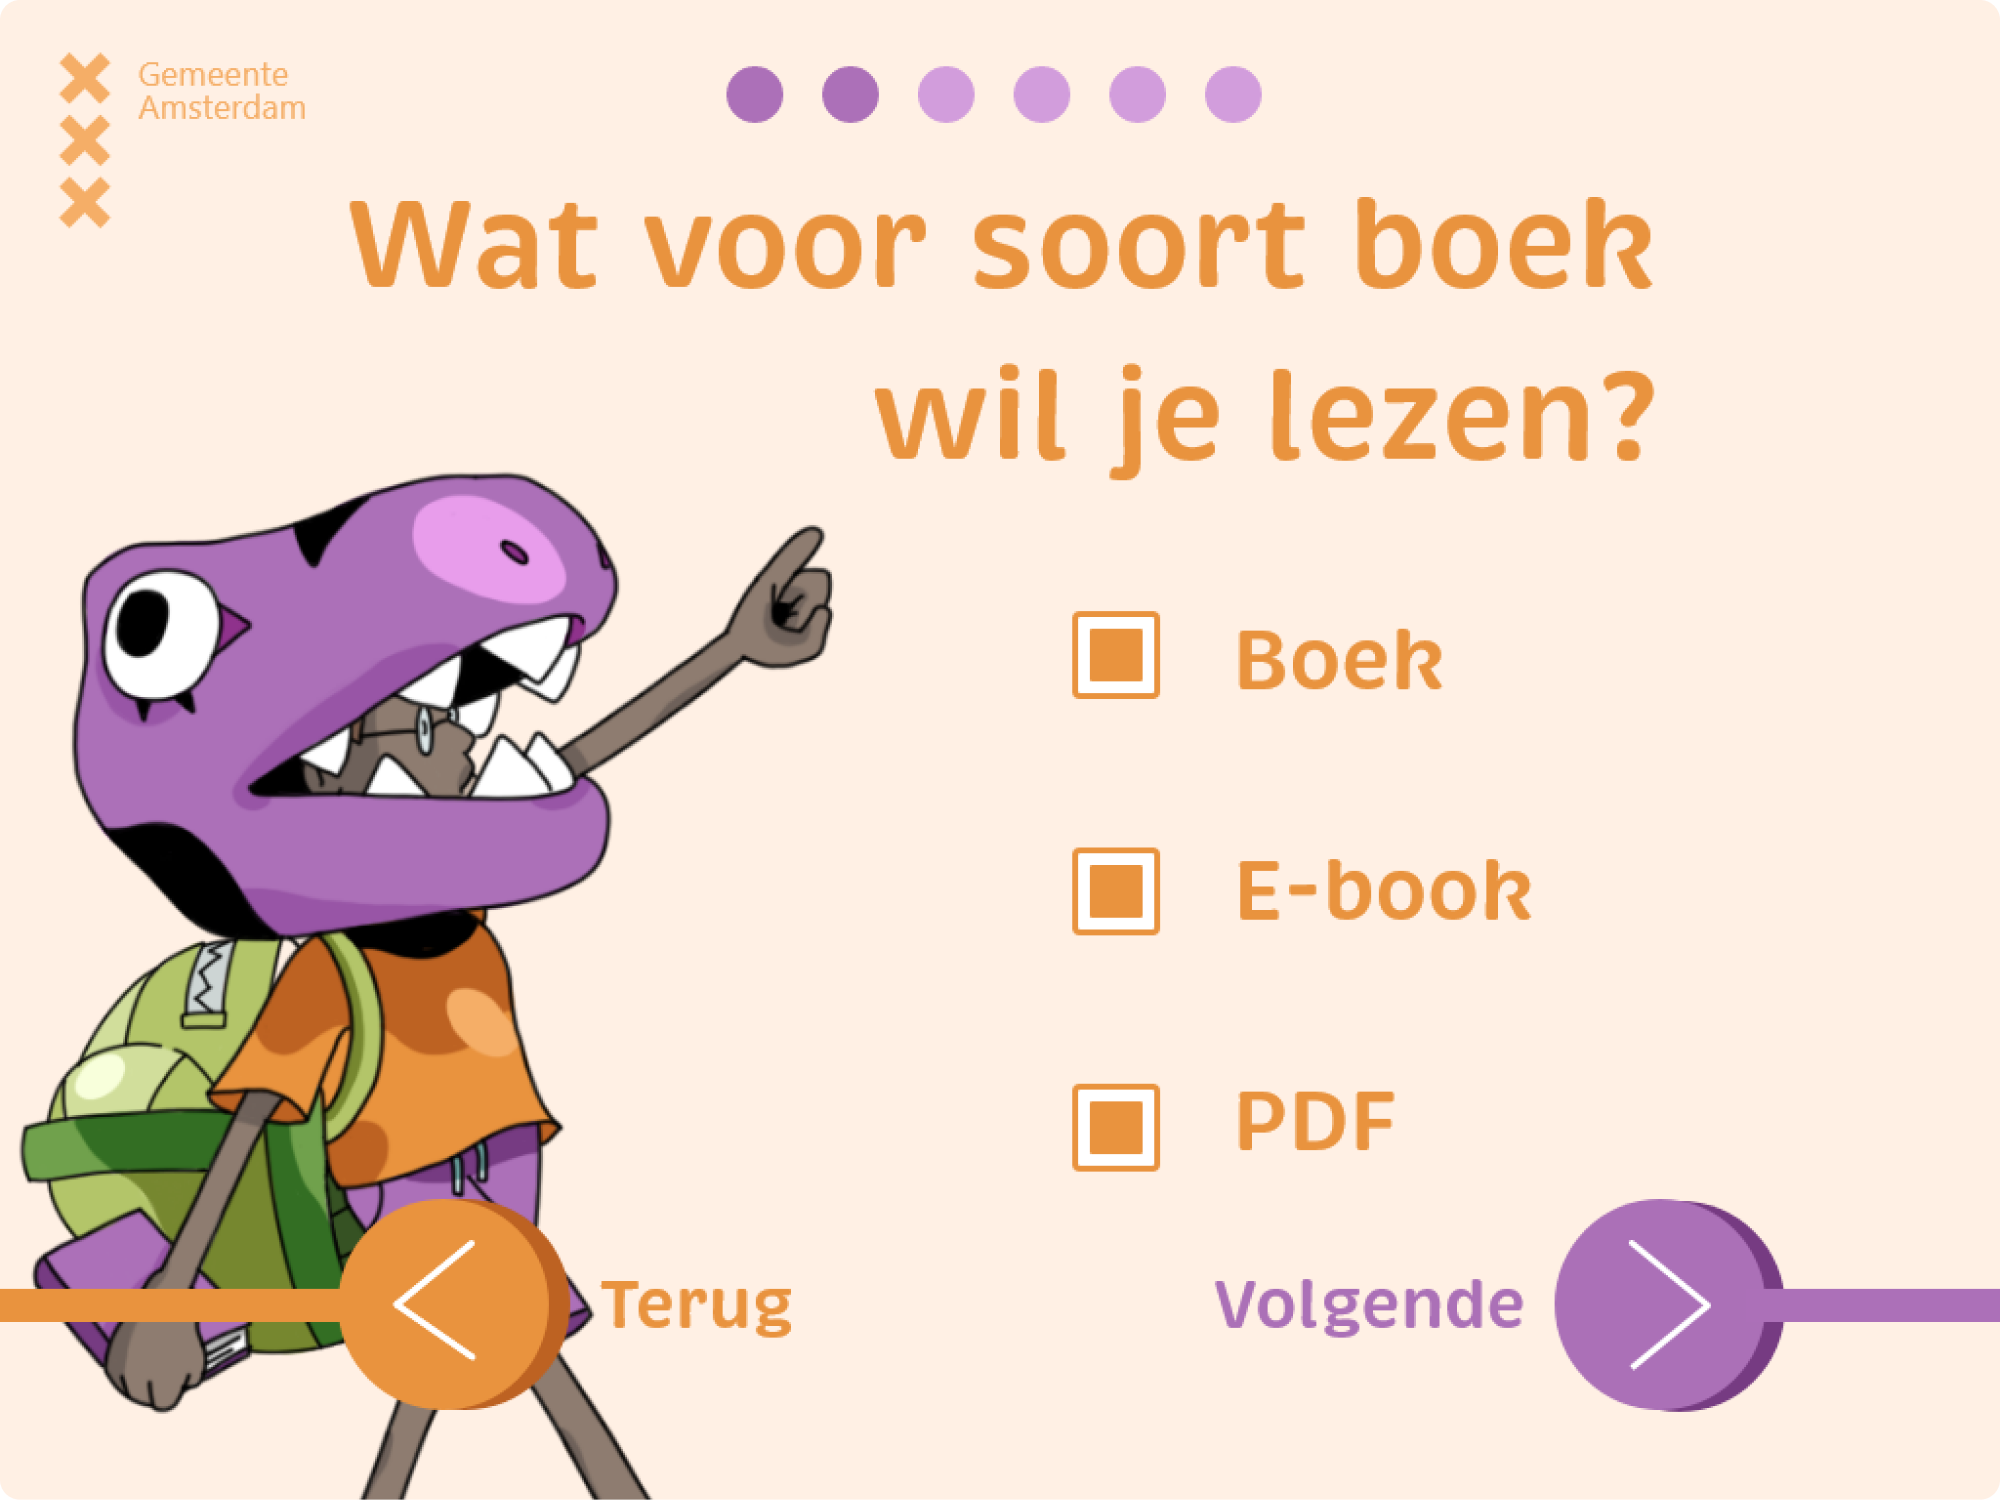 Gemeente
Amsterdam
Wat voor soort boek
wil je lezen?
Boek
E-book
PDF
Terug
Volgende